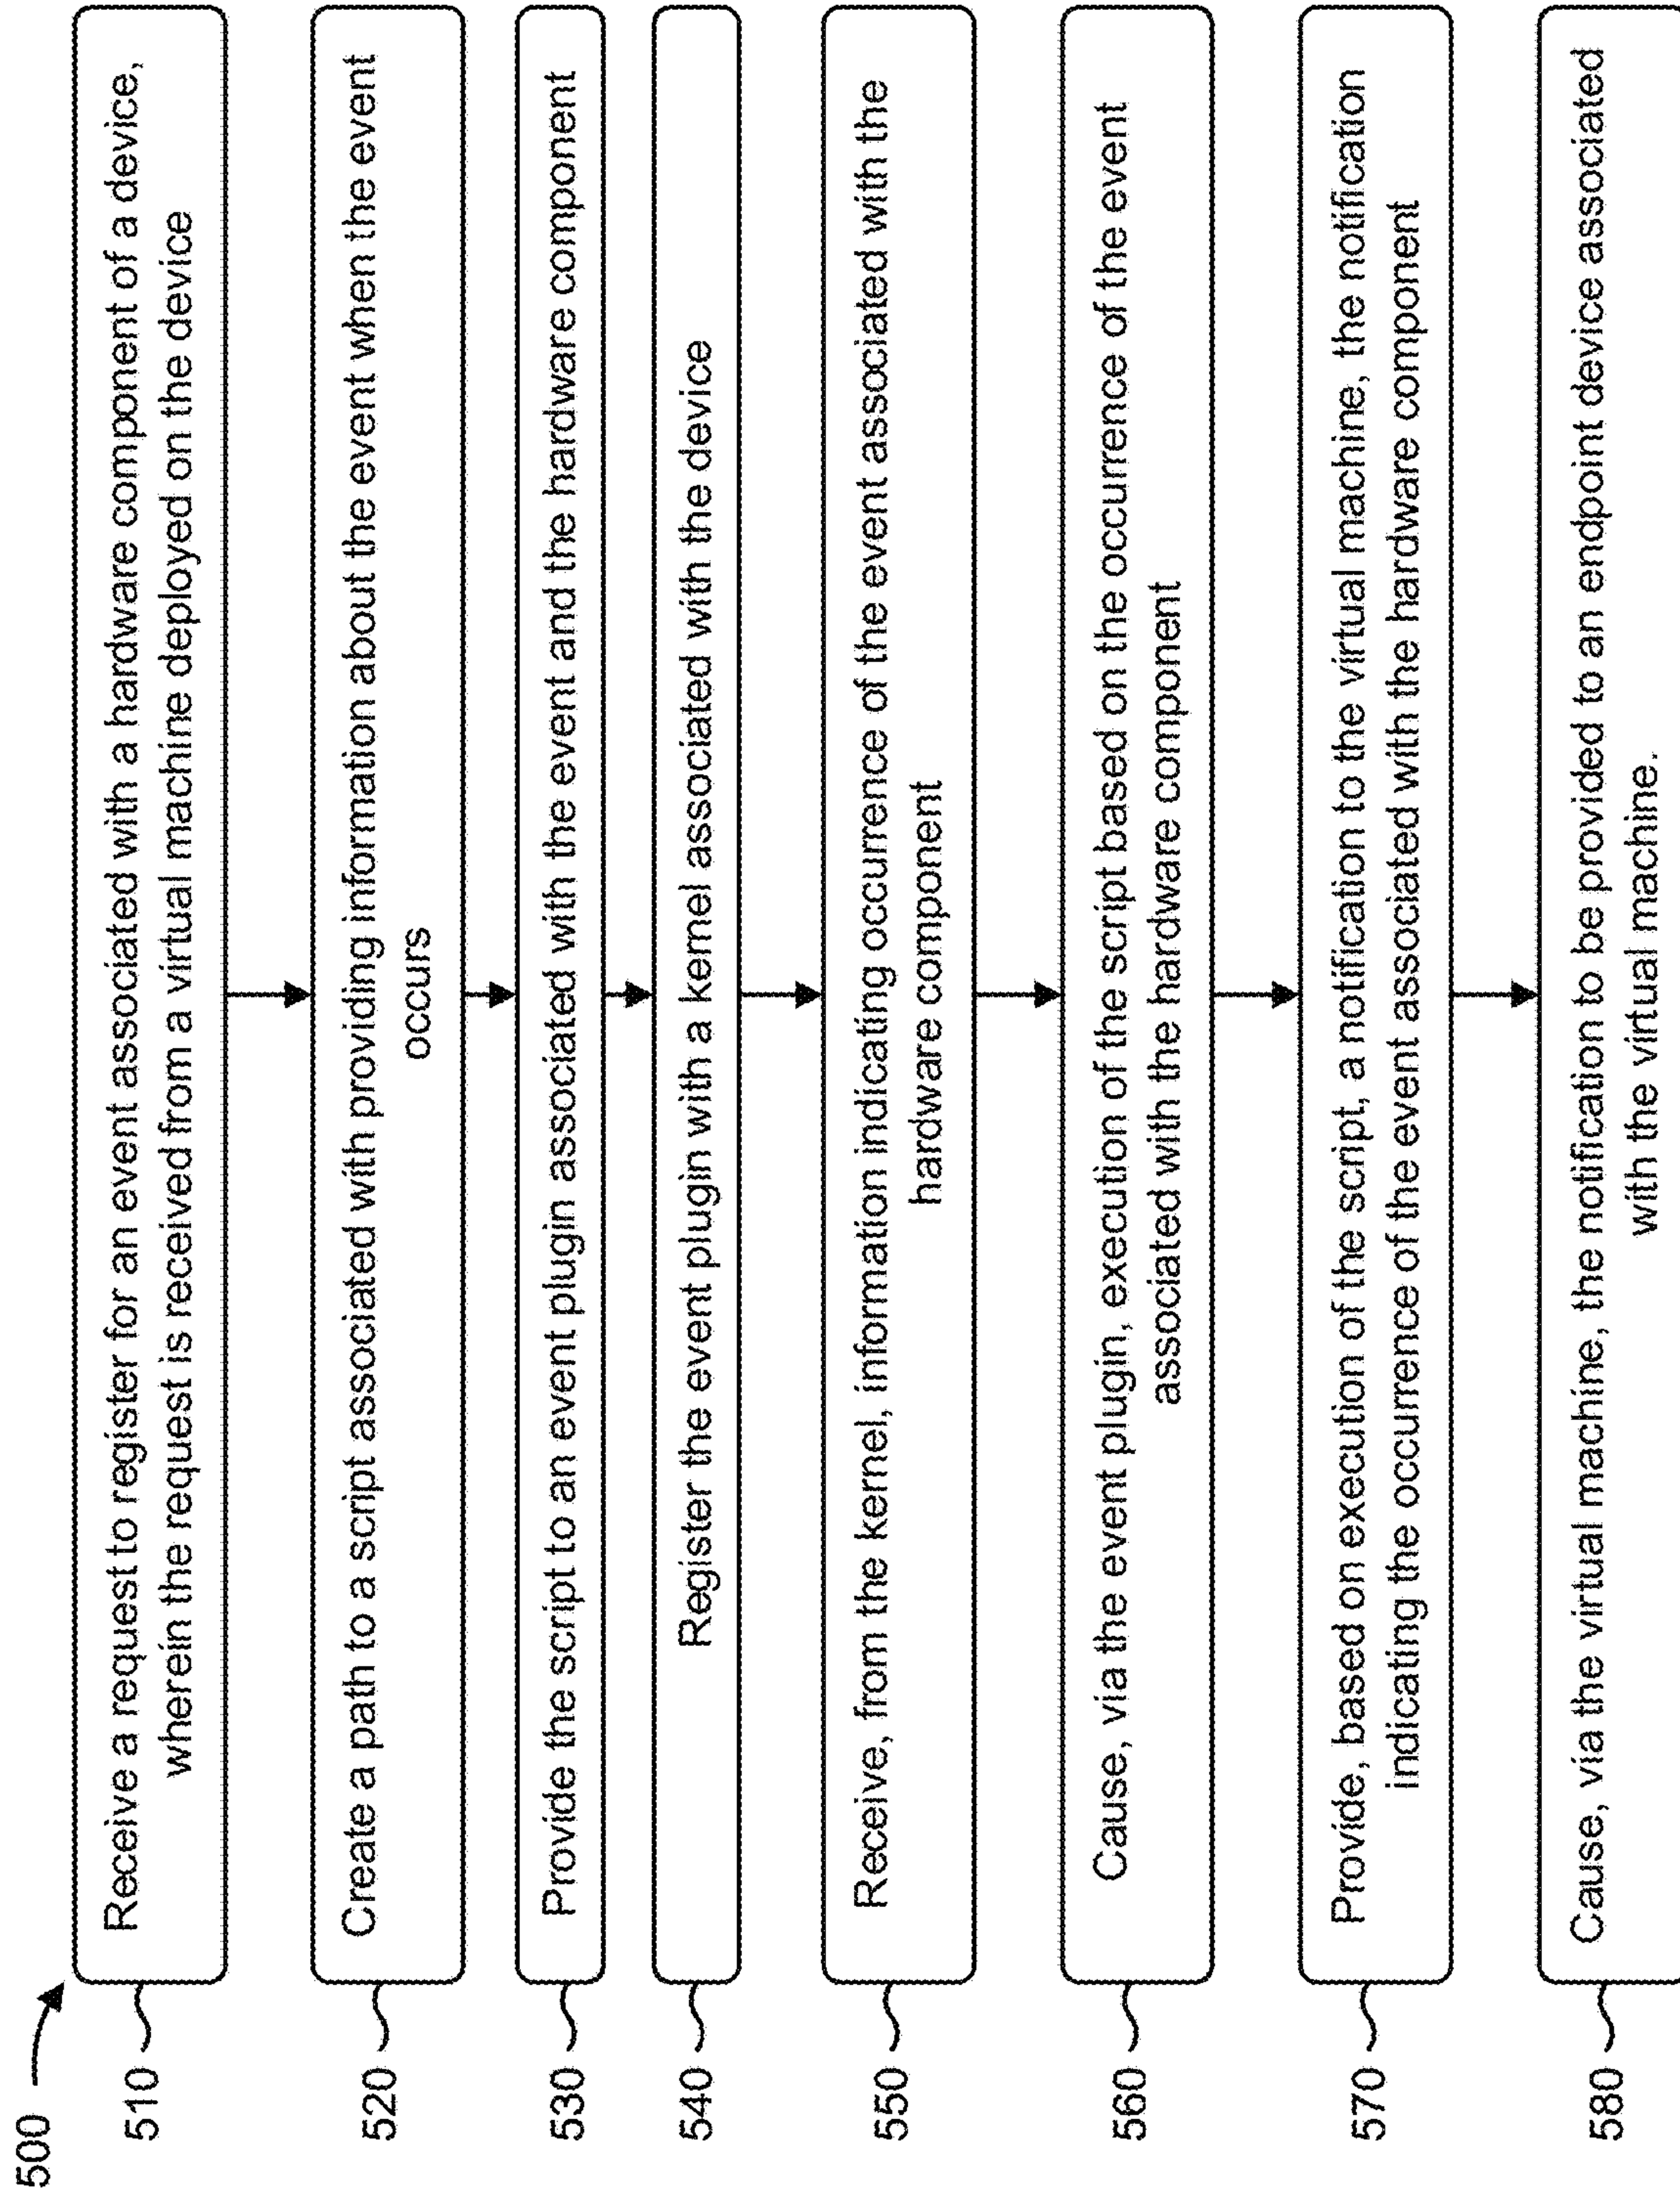 500
510
Receive a request to register for an event associated with a hardware component of a device,
wherein the request is received from a virtual machine deployed on the device
520
Create a path to a script associated with providing information about the event when the event
occurs
530
Provide the script to an event plugin associated with the event and the hardware component
540
Register the event plugin with a kernel associated with the device
550
Receive, from the kernel, information indicating occurrence of the event associated with the
hardware component
560
Cause, via the event plugin, execution of the script based on the occurrence of the event
associated with the hardware component
570
Provide, based on execution of the script, a notification to the virtual machine, the notification
indicating the occurrence of the event associated with the hardware component
580
Cause, via the virtual machine, the notification to be provided to an endpoint device associated
with the virtual machine.